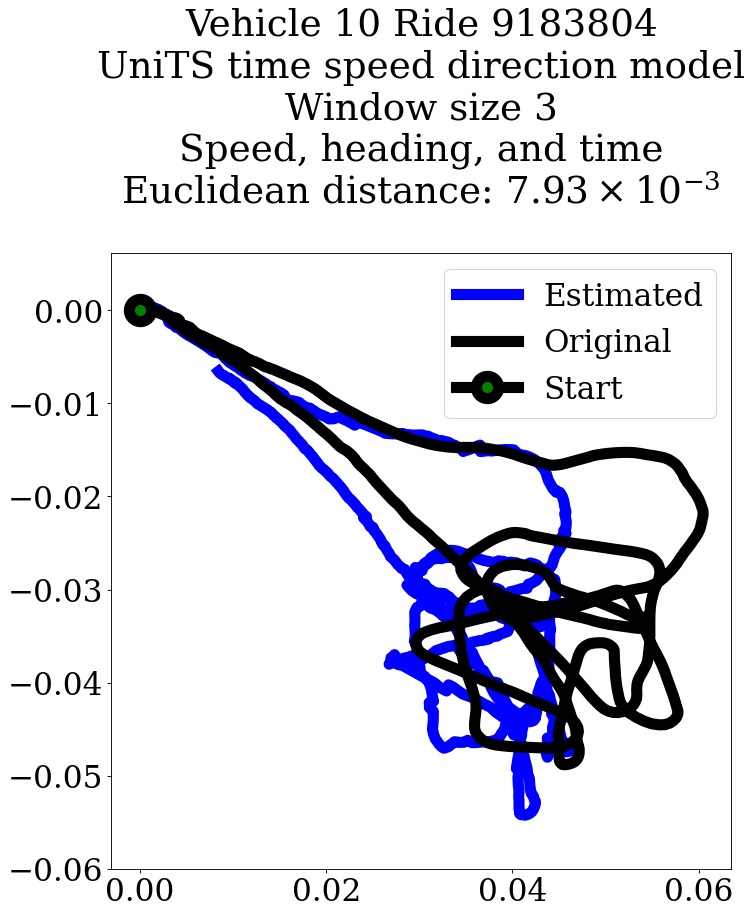 Vehicle 10 Ride 9183804
UniTS time speed direction model
Window size 3
Speed, heading, and time
Euclidean distance: 7.93 × 10⁻³
Estimated
Original
Start
0.00
−0.01
−0.02
−0.03
−0.04
−0.05
−0.06
0.00 0.02 0.04 0.06